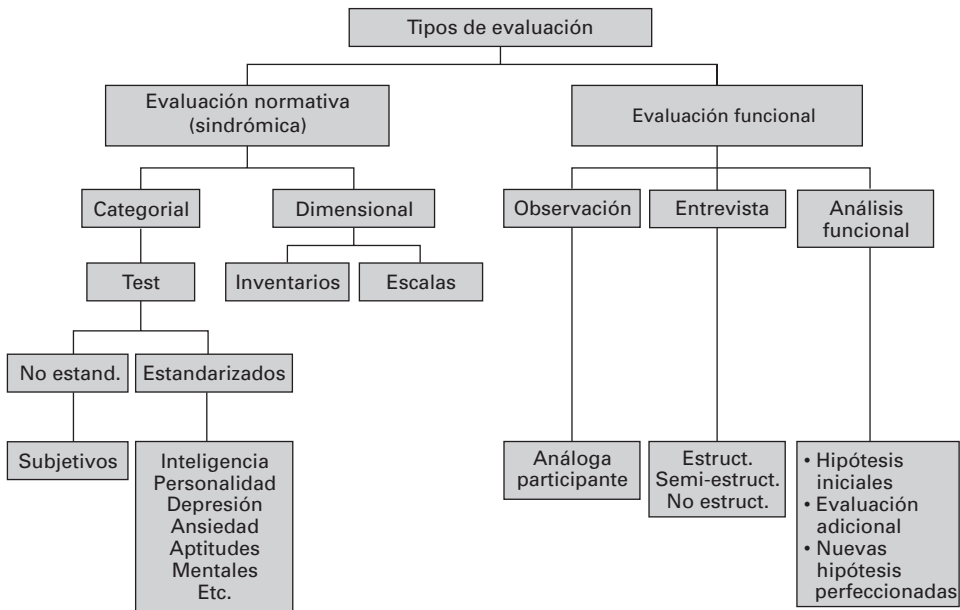 Tipos de evaluación
Evaluación normativa
(sindrómica)
Evaluación funcional
Categorial
Dimensional
Observación
Entrevista
Análisis
funcional
Test
Inventarios
Escalas
No estand.
Estandarizados
Subjetivos
Inteligencia
Personalidad
Depresión
Ansiedad
Aptitudes
Mentales
Etc.
Análoga
participante
Estruct.
Semi-estruct.
No estruct.
• Hipótesis
iniciales
• Evaluación
adicional
• Nuevas
hipótesis
perfeccionadas